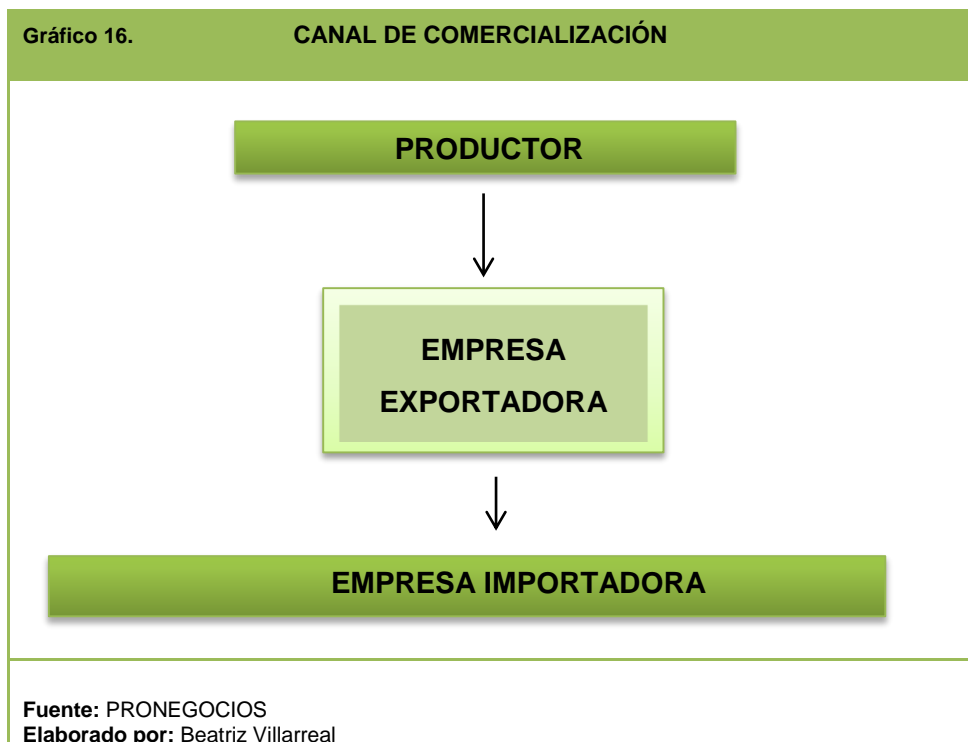 Gráfico 16. CANAL DE COMERCIALIZACIÓN
PRODUCTOR
EMPRESA
EXPORTADORA
EMPRESA IMPORTADORA
Fuente: PRONEGOCIOS
Elaborado por: Beatriz Villarreal